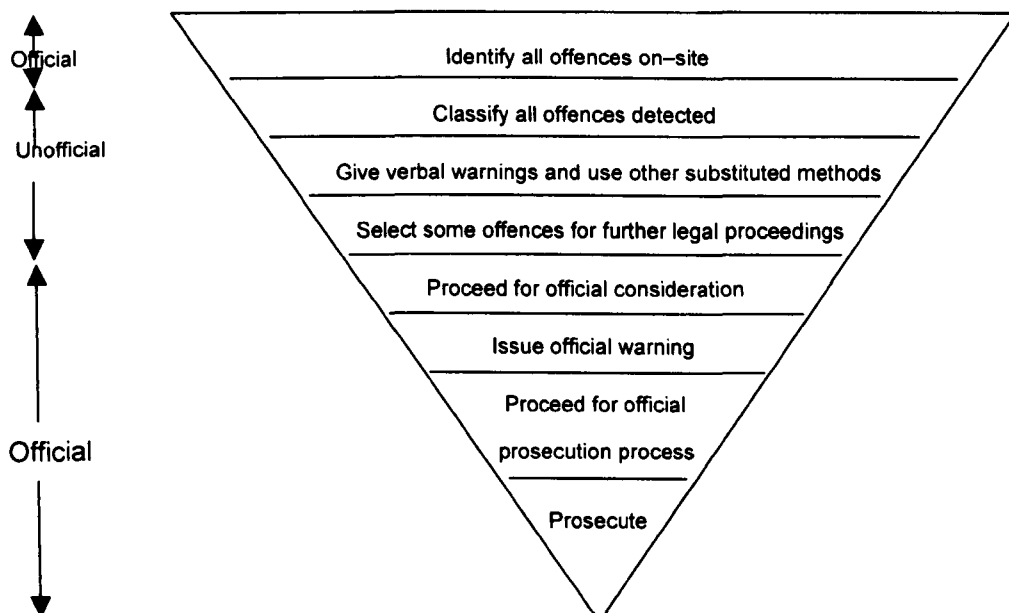 Official
Identify all offences on–site
Classify all offences detected
Unofficial
Give verbal warnings and use other substituted methods
Select some offences for further legal proceedings
Proceed for official consideration
Issue official warning
Proceed for official
prosecution process
Official
Prosecute